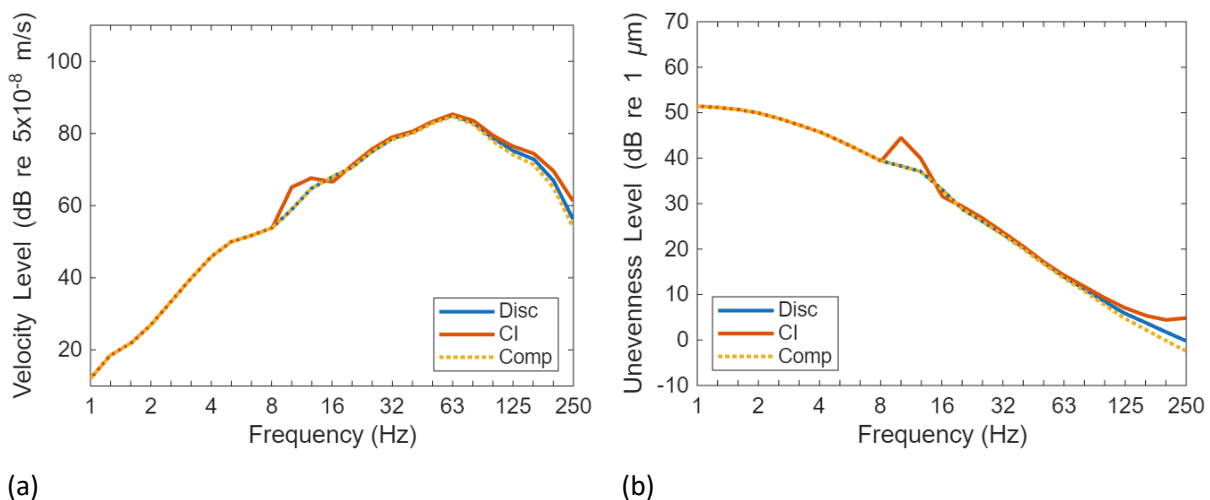 Velocity Level (dB re 5x10-8 m/s)
100
80
60
40
20
Disc
CI
Comp
1 2 4 8 16 32 63 125 250
Frequency (Hz)
(a)
Unevenness Level (dB re 1 µm)
70
60
50
40
30
20
10
0
-10
Disc
CI
Comp
1 2 4 8 16 32 63 125 250
Frequency (Hz)
(b)